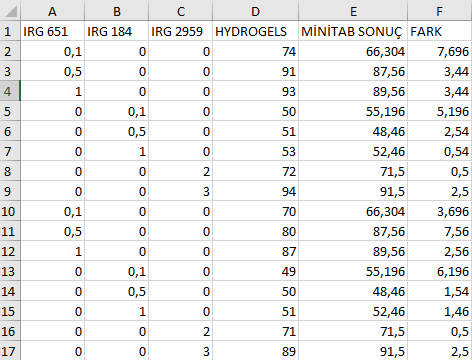 A B C D E F
1 IRG 651 IRG 184 IRG 2959 HYDROGELS MİNİTAB SONUÇ FARK
2 0,1 0 0 74 66,304 7,696
3 0,5 0 0 91 87,56 3,44
4 1 0 0 93 89,56 3,44
5 0 0,1 0 50 55,196 5,196
6 0 0,5 0 51 48,46 2,54
7 0 1 0 53 52,46 0,54
8 0 0 2 72 71,5 0,5
9 0 0 3 94 91,5 2,5
10 0,1 0 0 70 66,304 3,696
11 0,5 0 0 80 87,56 7,56
12 1 0 0 87 89,56 2,56
13 0 0,1 0 49 55,196 6,196
14 0 0,5 0 50 48,46 1,54
15 0 1 0 51 52,46 1,46
16 0 0 2 71 71,5 0,5
17 0 0 3 89 91,5 2,5